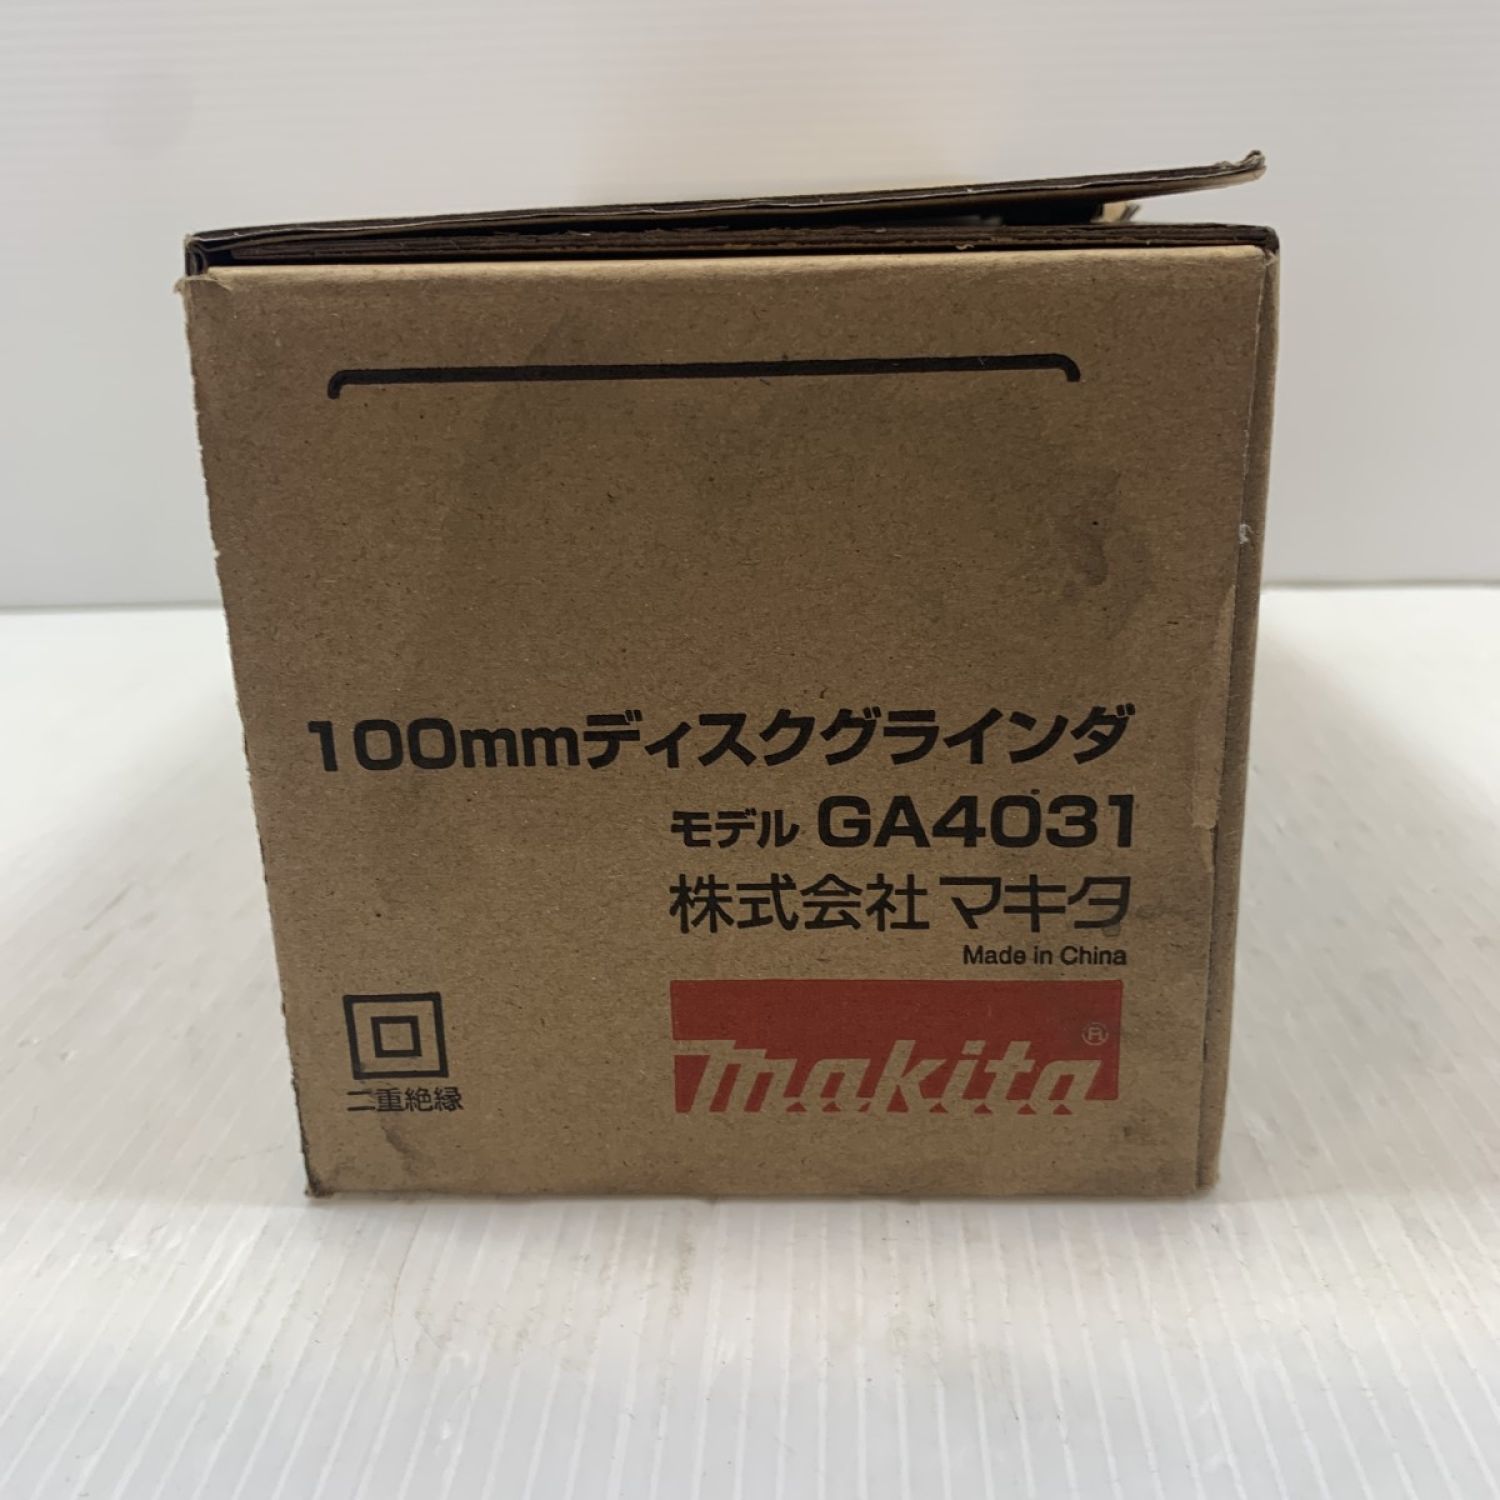 100mmディスクグラインダ
モデル GA4031
株式会社マキタ
Made in China
makita®
二重絶縁